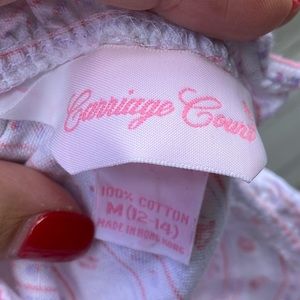 Carriage Court
100% COTTON
M (12-14)
MADE IN HONG KONG